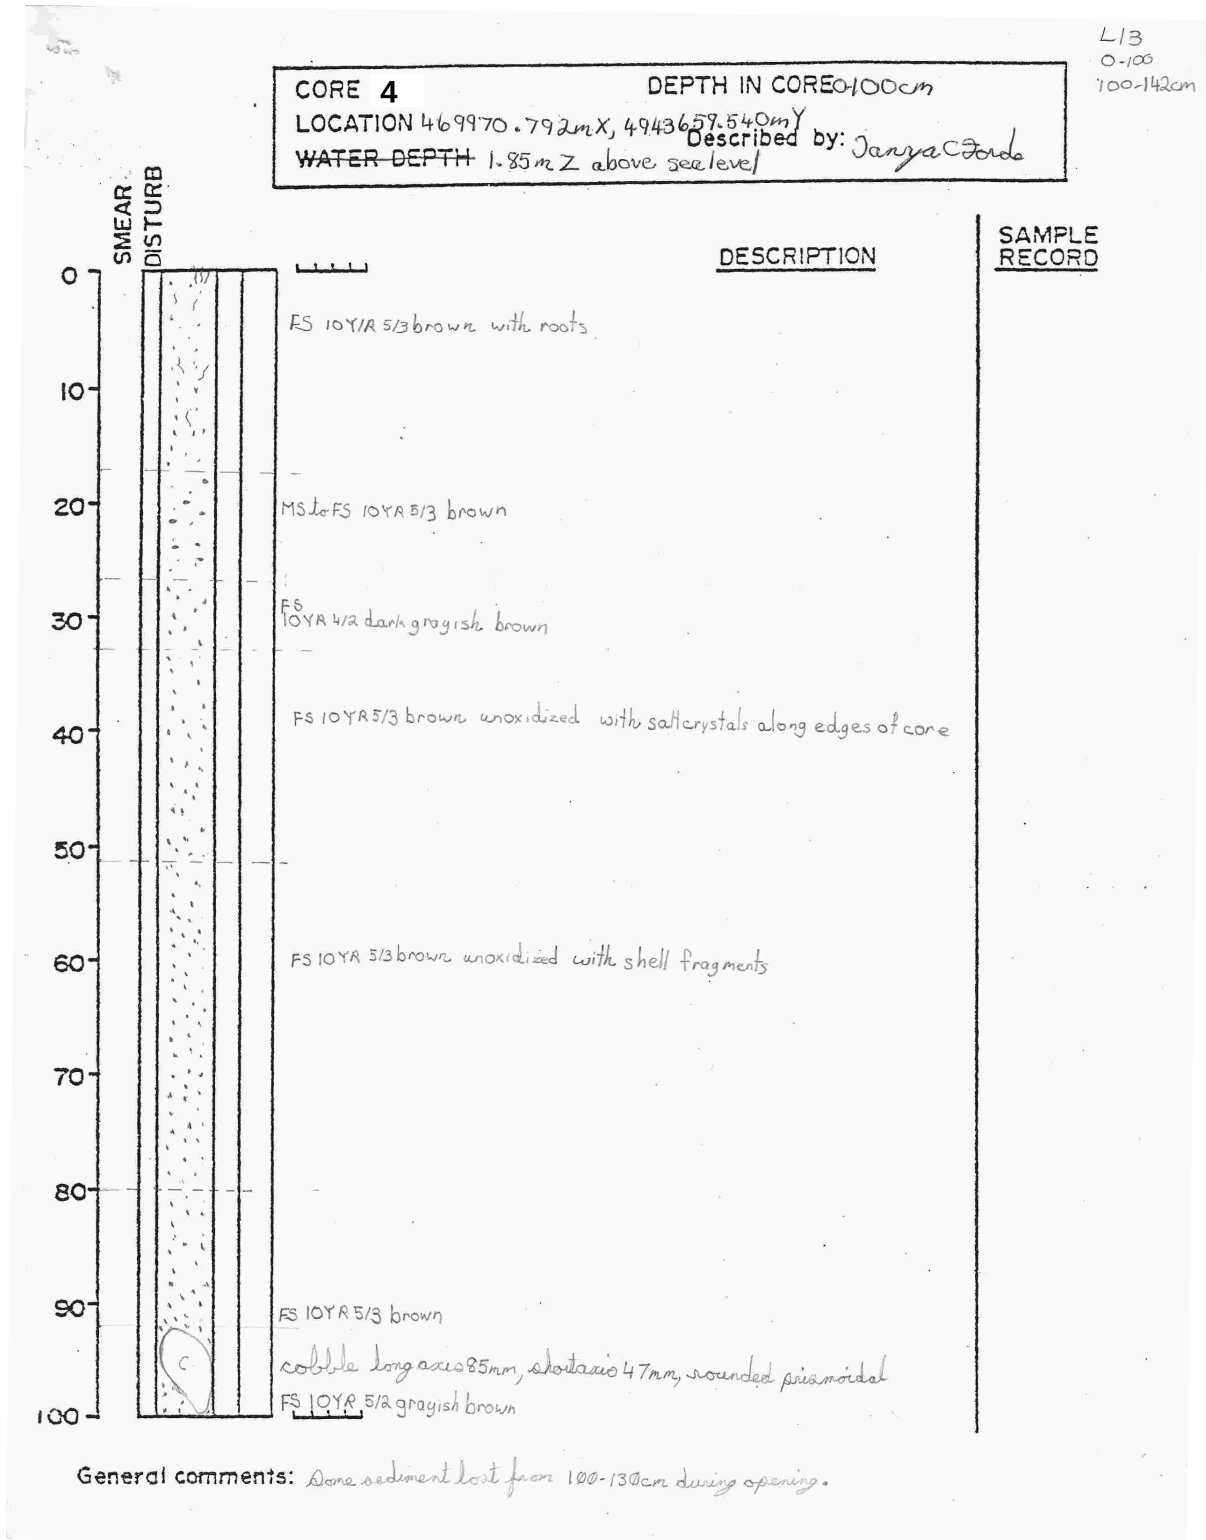 L13
0-100
100-142cm
CORE 4 DEPTH IN CORE 0-100cm
LOCATION 469970.792mX, 4943659.540mY
Described by: Tanya C Forde
WATER DEPTH 1.85m Z above sea level
SMEAR
DISTURB
DESCRIPTION
SAMPLE
RECORD
0
FS 10Y/R 5/3 brown with roots
10
20
MS to FS 10YR 5/3 brown
FS
30
10YR 4/2 dark grayish brown
FS 10YR 5/3 brown unoxidized with salt crystals along edges of core
40
50
60
FS 10YR 5/3 brown unoxidized with shell fragments
70
80
90
FS 10YR 5/3 brown
C
cobble long axis 85mm, short axis 47mm, rounded prismoidal
FS 10YR 5/2 grayish brown
100
General comments: Some sediment lost from 100-130cm during opening.